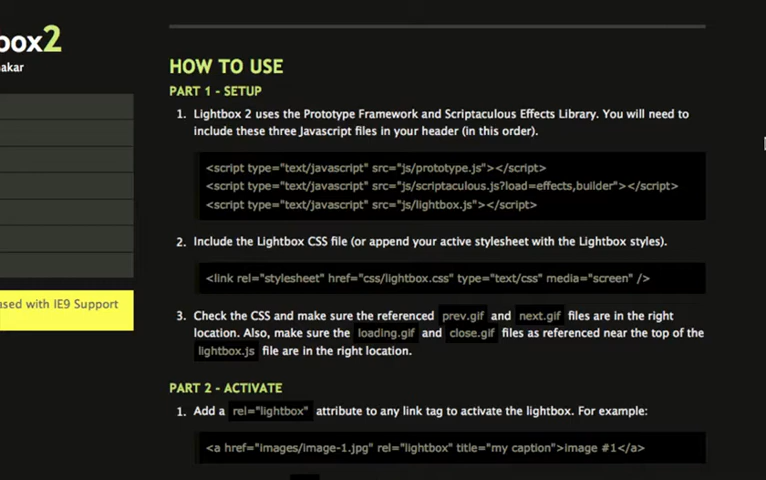 box2
akar
HOW TO USE
PART 1 - SETUP
1. Lightbox 2 uses the Prototype Framework and Scriptaculous Effects Library. You will need to
include these three Javascript files in your header (in this order).
<script type="text/javascript" src="js/prototype.js"></script>
<script type="text/javascript" src="js/scriptaculous.js?load=effects,builder"></script>
<script type="text/javascript" src="js/lightbox.js"></script>
2. Include the Lightbox CSS file (or append your active stylesheet with the Lightbox styles).
<link rel="stylesheet" href="css/lightbox.css" type="text/css" media="screen" />
ased with IE9 Support
3. Check the CSS and make sure the referenced prev.gif and next.gif files are in the right
location. Also, make sure the loading.gif and close.gif files as referenced near the top of the
lightbox.js file are in the right location.
PART 2 - ACTIVATE
1. Add a rel="lightbox" attribute to any link tag to activate the lightbox. For example:
<a href="images/image-1.jpg" rel="lightbox" title="my caption">image #1</a>